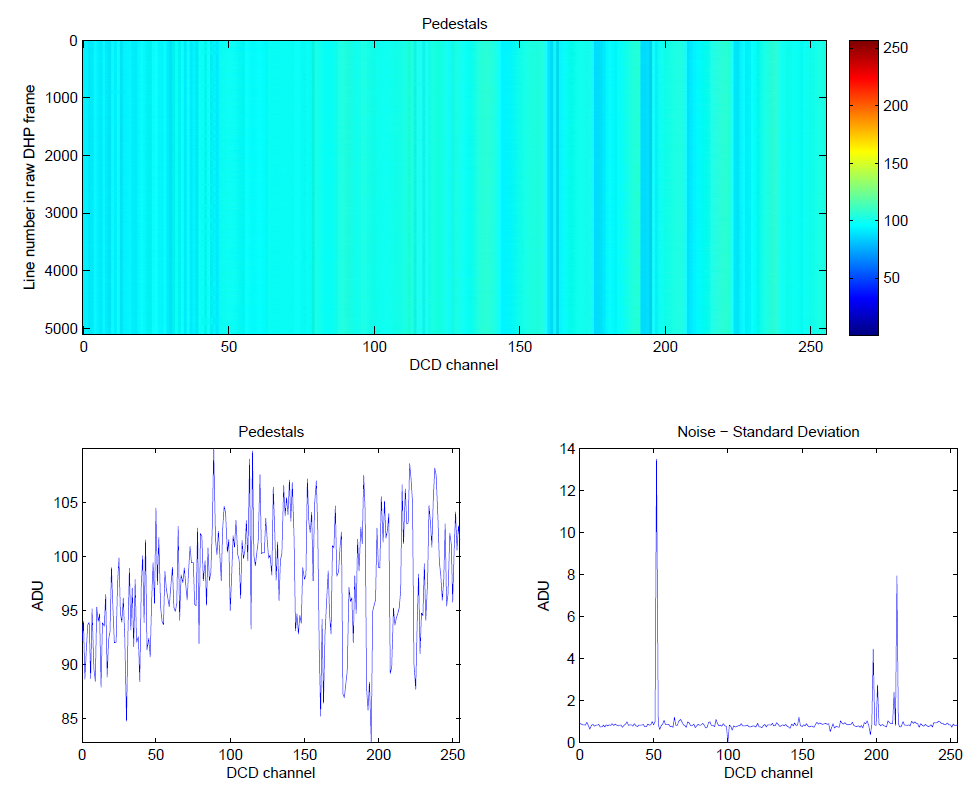 Pedestals
Line number in raw DHP frame
0
1000
2000
3000
4000
5000
0 50 100 150 200 250
DCD channel
250
200
150
100
50
Pedestals
ADU
105
100
95
90
85
0 50 100 150 200 250
DCD channel
Noise − Standard Deviation
ADU
14
12
10
8
6
4
2
0
0 50 100 150 200 250
DCD channel